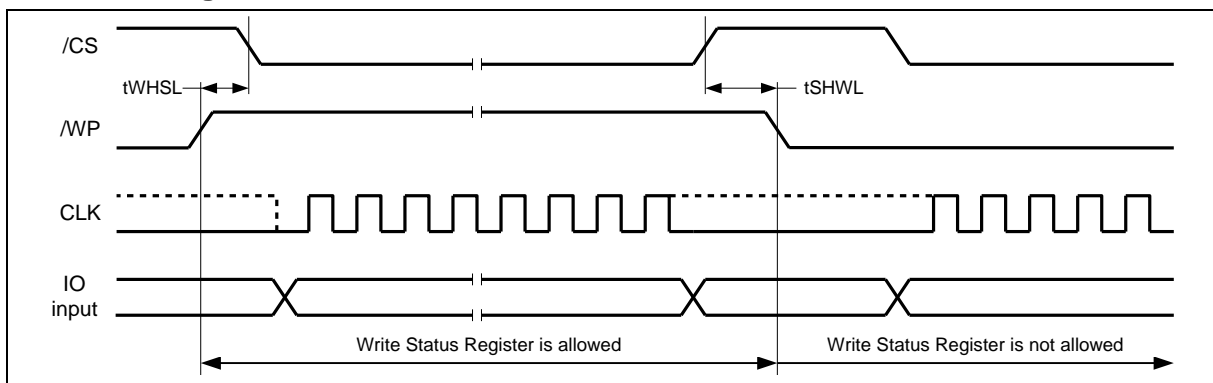 /CS
tWHSL
tSHWL
/WP
CLK
IO
input
Write Status Register is allowed
Write Status Register is not allowed